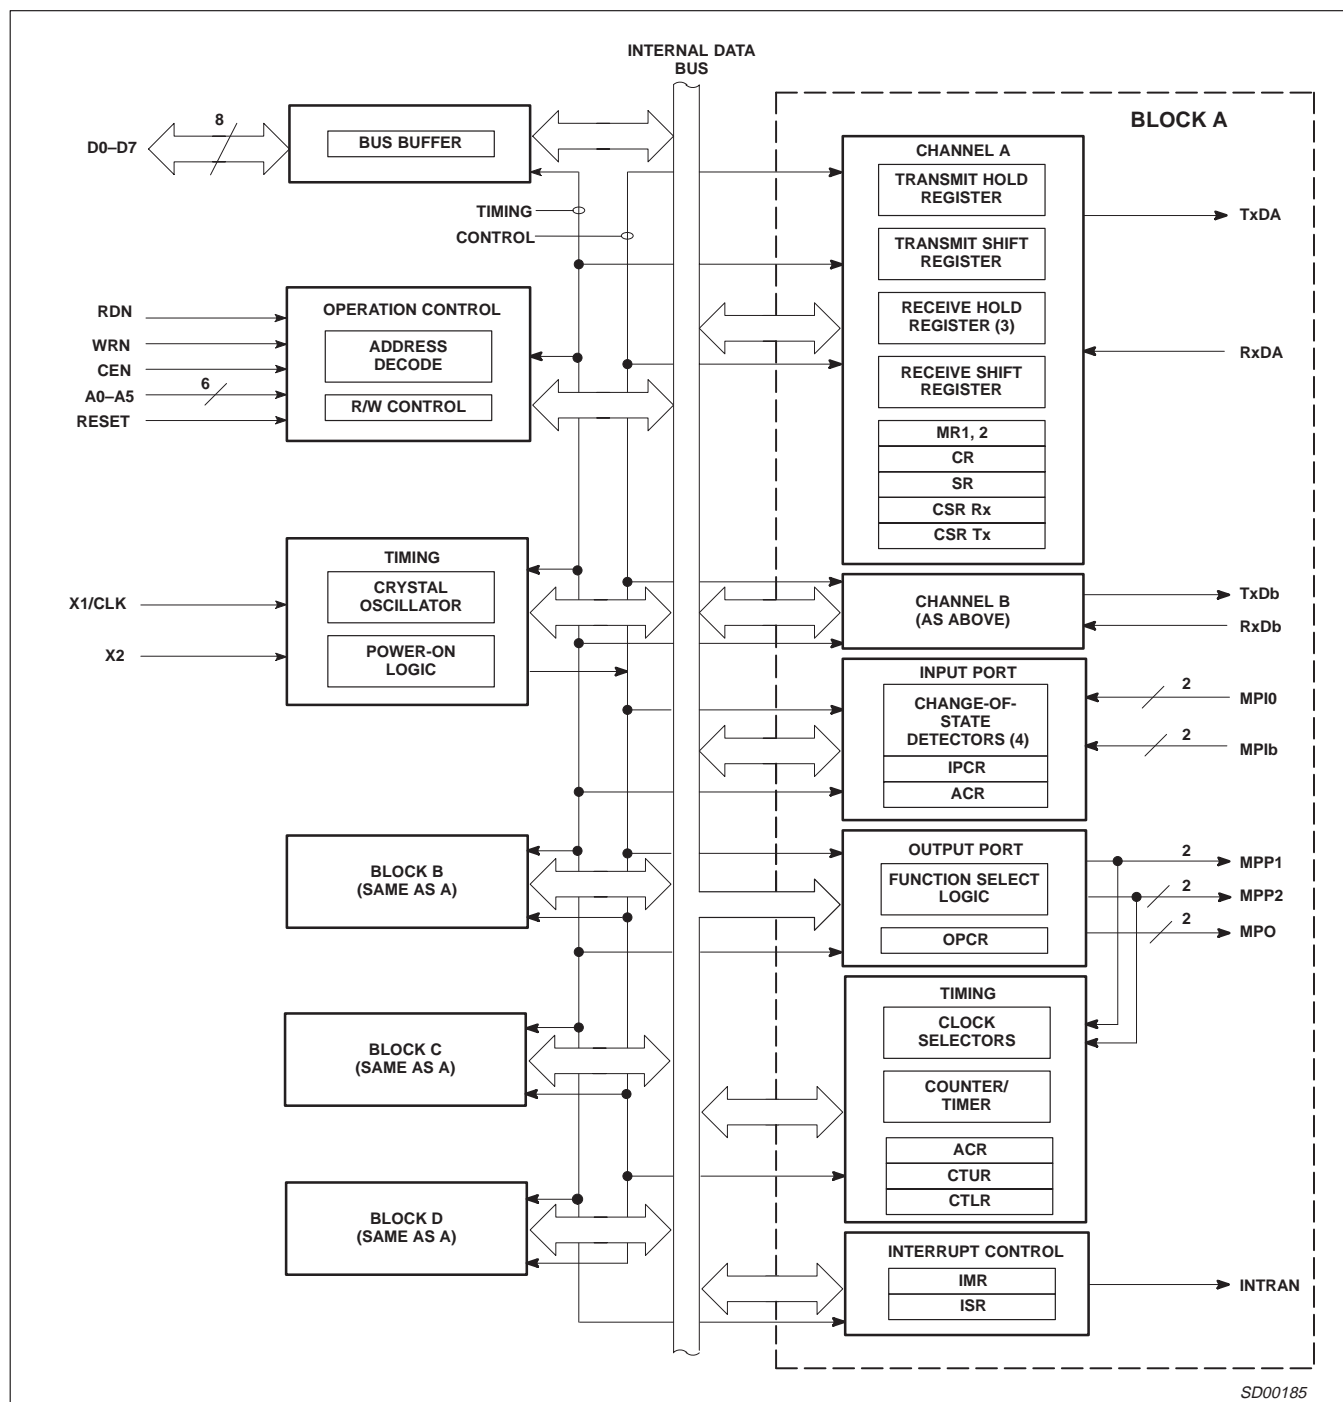 INTERNAL DATA
BUS
D0–D7
8
BUS BUFFER
TIMING
CONTROL
RDN
WRN
CEN
A0–A5
6
RESET
OPERATION CONTROL
ADDRESS
DECODE
R/W CONTROL
X1/CLK
X2
TIMING
CRYSTAL
OSCILLATOR
POWER-ON
LOGIC
BLOCK B
(SAME AS A)
BLOCK C
(SAME AS A)
BLOCK D
(SAME AS A)
BLOCK A
CHANNEL A
TRANSMIT HOLD
REGISTER
TRANSMIT SHIFT
REGISTER
RECEIVE HOLD
REGISTER (3)
RECEIVE SHIFT
REGISTER
MR1, 2
CR
SR
CSR Rx
CSR Tx
TxDA
RxDA
CHANNEL B
(AS ABOVE)
TxDb
RxDb
INPUT PORT
CHANGE-OF-
STATE
DETECTORS (4)
IPCR
ACR
2
MPI0
2
MPIb
OUTPUT PORT
FUNCTION SELECT
LOGIC
OPCR
2
MPP1
2
MPP2
2
MPO
TIMING
CLOCK
SELECTORS
COUNTER/
TIMER
ACR
CTUR
CTLR
INTERRUPT CONTROL
IMR
ISR
INTRAN
SD00185